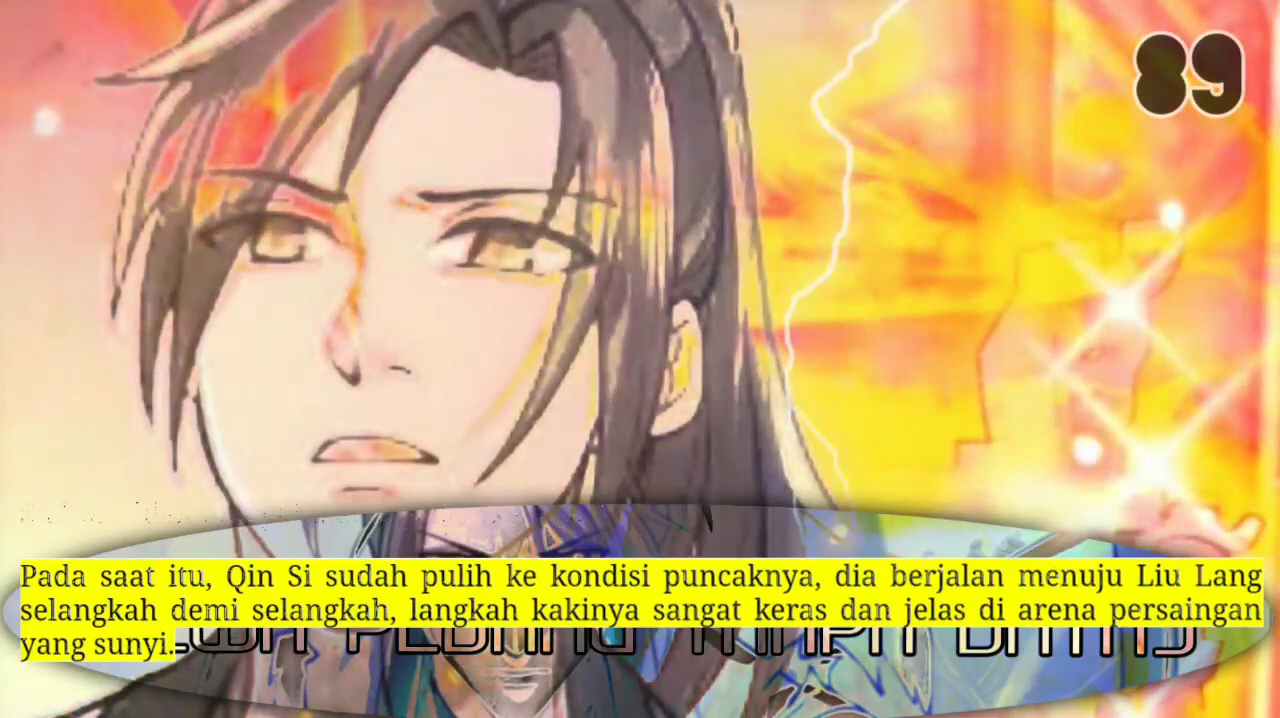 89
Pada saat itu, Qin Si sudah pulih ke kondisi puncaknya, dia berjalan menuju Liu Lang
selangkah demi selangkah, langkah kakinya sangat keras dan jelas di arena persaingan
yang sunyi.